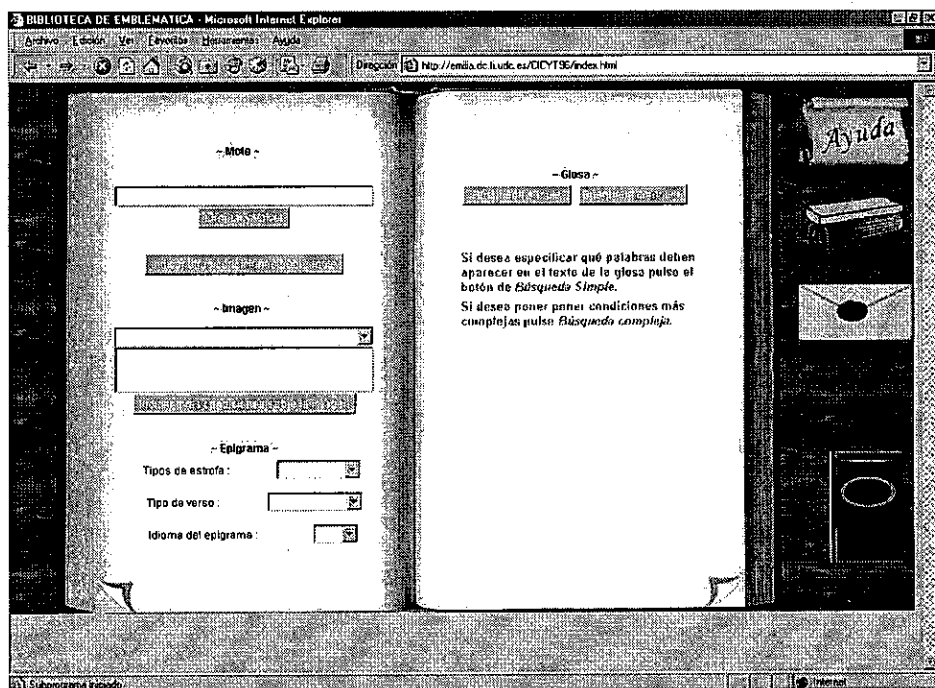 BIBLIOTECA DE EMBLEMATICA - Microsoft Internet Explorer
Archivo Edición Ver Favoritos Herramientas Ayuda
Dirección http://emilia.dc.fi.udc.es/CICYT96/index.html
~ Mote ~
~ Imagen ~
~ Epigrama ~
Tipos de estrofa :
Tipo de verso :
Idioma del epigrama :
~ Glosa ~
Si desea especificar qué palabras deben
aparecer en el texto de la glosa pulse el
botón de Búsqueda Simple.
Si desea poner poner condiciones más
complejas pulse Búsqueda compleja.
Ayuda
Subprograma iniciado
Internet